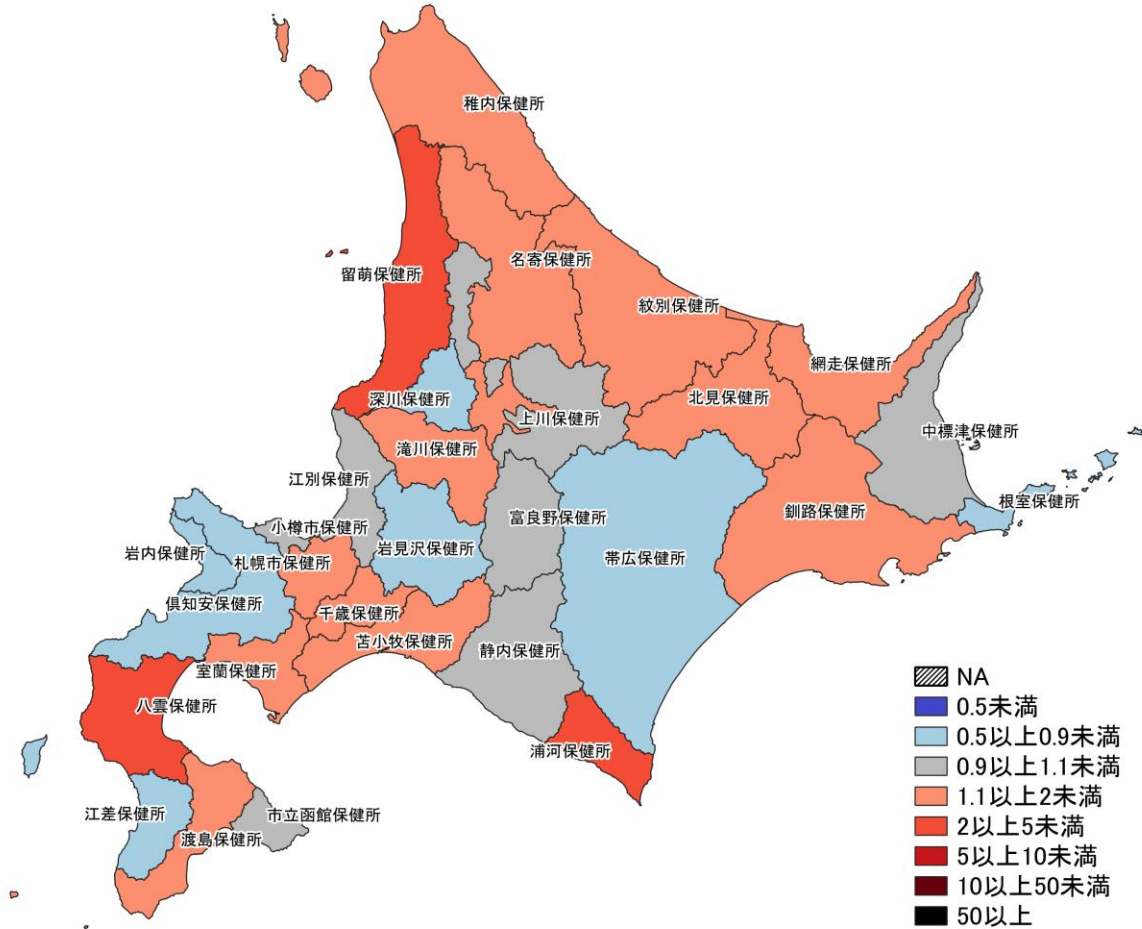 稚内保健所
名寄保健所
留萌保健所
紋別保健所
網走保健所
深川保健所
北見保健所
上川保健所
中標津保健所
滝川保健所
江別保健所
根室保健所
釧路保健所
富良野保健所
小樽市保健所
岩見沢保健所
岩内保健所
札幌市保健所
帯広保健所
倶知安保健所
千歳保健所
苫小牧保健所
静内保健所
室蘭保健所
八雲保健所
浦河保健所
江差保健所
市立函館保健所
渡島保健所
NA
0.5未満
0.5以上0.9未満
0.9以上1.1未満
1.1以上2未満
2以上5未満
5以上10未満
10以上50未満
50以上